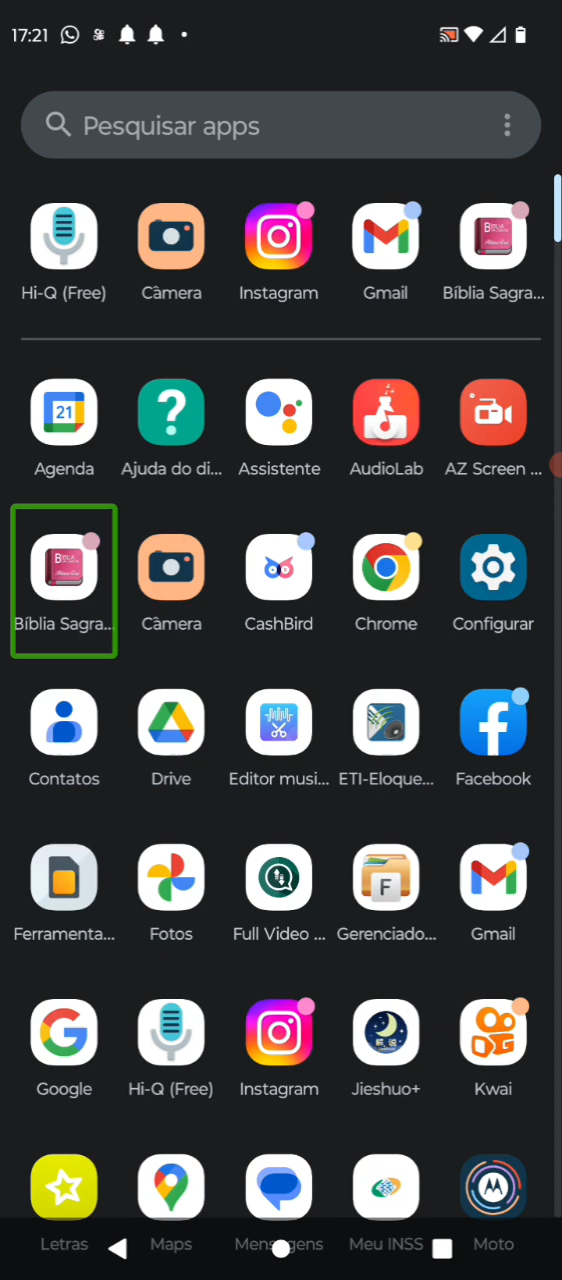 17:21
Pesquisar apps
Hi-Q (Free) Câmera Instagram Gmail Bíblia Sagra...
21
Agenda Ajuda do di... Assistente AudioLab AZ Screen ...
Bíblia Sagra... Câmera CashBird Chrome Configurar
Contatos Drive Editor musi... ETI-Eloque... Facebook
Ferramenta... Fotos Full Video ... Gerenciado... Gmail
Google Hi-Q (Free) Instagram Jieshuo+ Kwai
Letras Maps Mensagens Meu INSS Moto